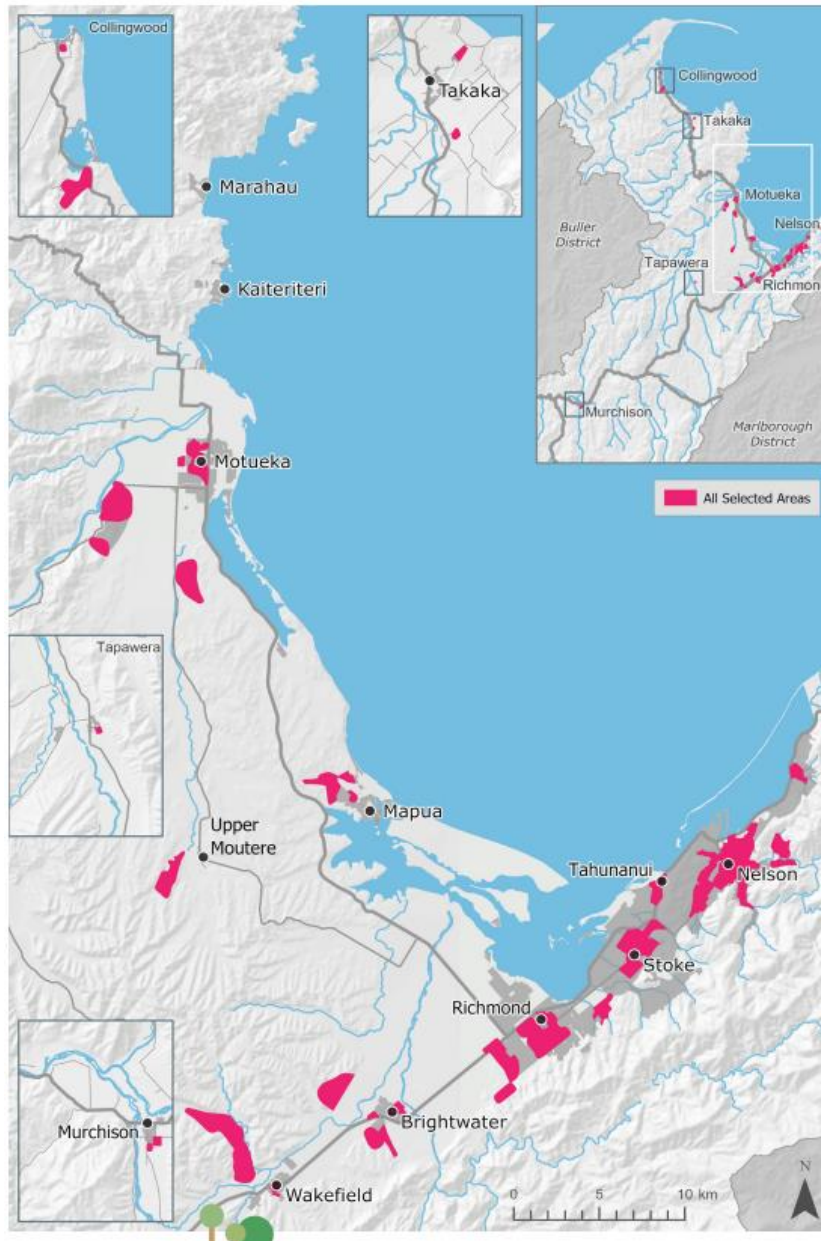 Collingwood
Takaka
Collingwood
Takaka
Motueka
Nelson
Buller
District
Tapawera
Richmond
Murchison
Marlborough
District
Marahau
Kaiteriteri
Motueka
All Selected Areas
Tapawera
Mapua
Upper
Moutere
Tahunanui
Nelson
Stoke
Richmond
Murchison
Brightwater
Wakefield
0 5 10 km
N